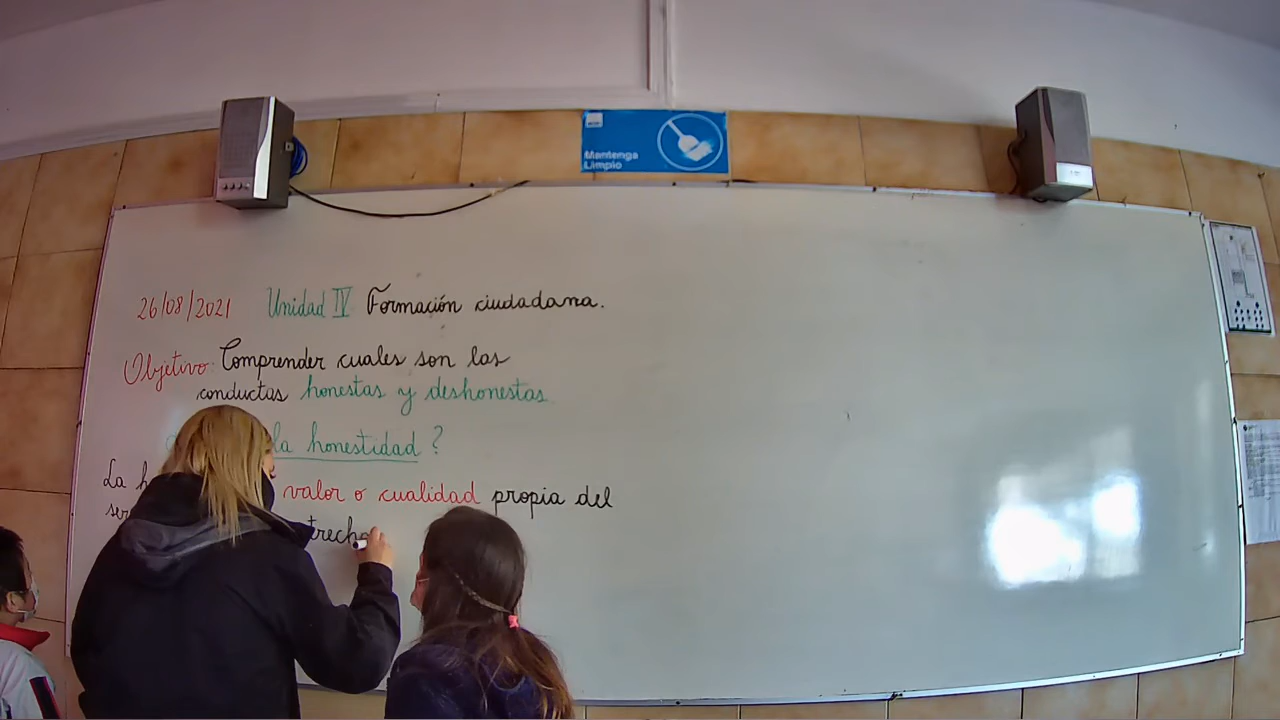 Mantenga
Limpio
26/08/2021 Unidad IV Formación ciudadana.
Objetivo: Comprender cuales son las
conductas honestas y deshonestas
la honestidad?
La valor o cualidad propia del